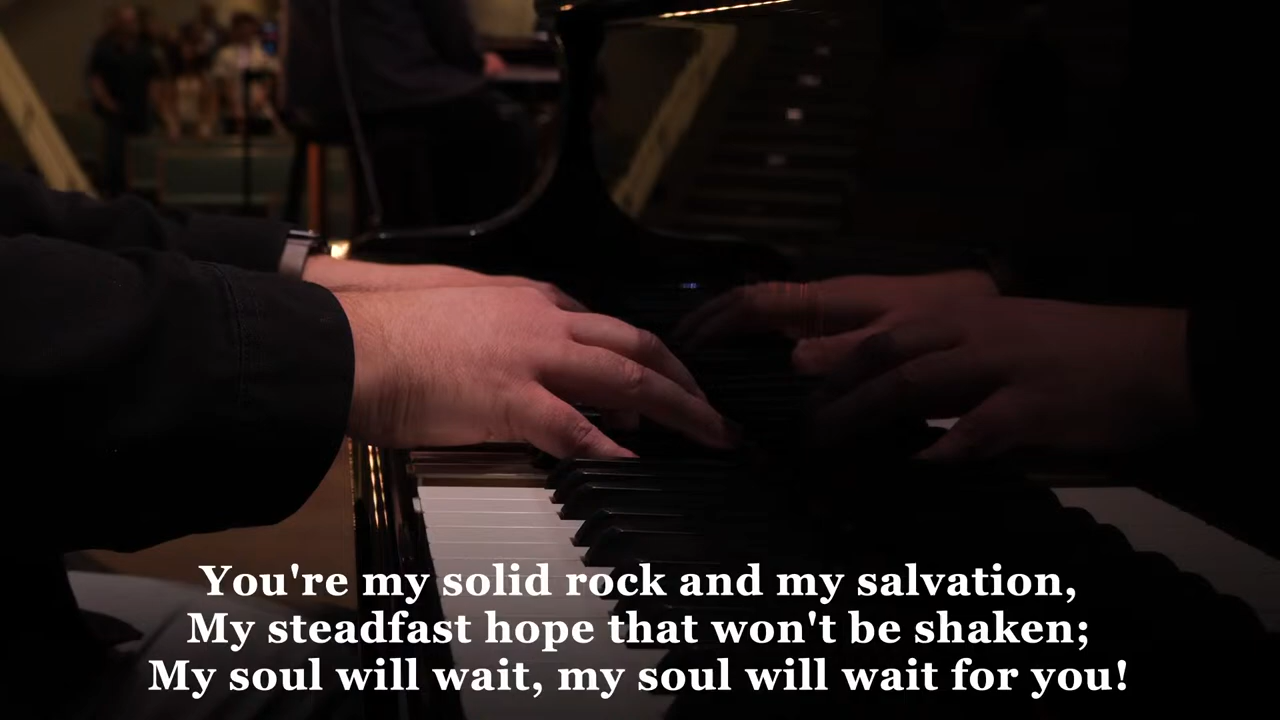 You're my solid rock and my salvation,
My steadfast hope that won't be shaken;
My soul will wait, my soul will wait for you!